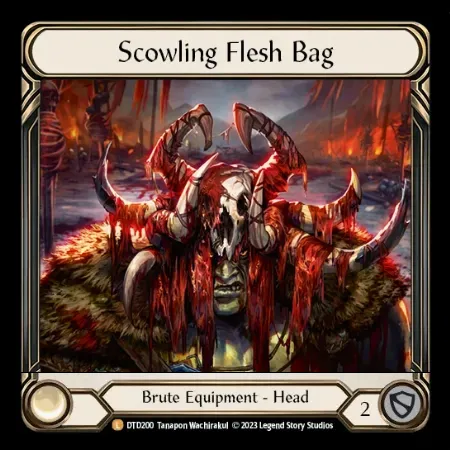 Scowling Flesh Bag
Brute Equipment - Head
2
L DTD200 Tanapon Wachirakul © 2023 Legend Story Studios